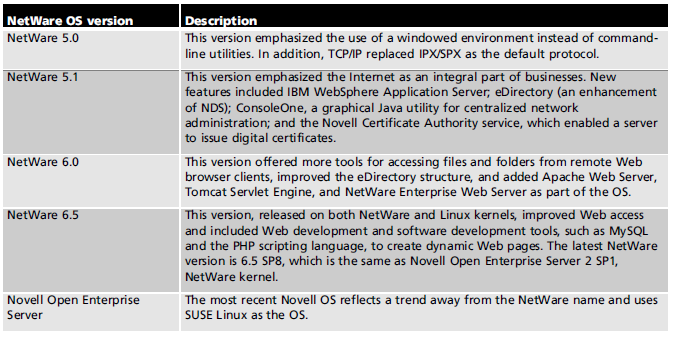 NetWare OS version Description
NetWare 5.0 This version emphasized the use of a windowed environment instead of command-
line utilities. In addition, TCP/IP replaced IPX/SPX as the default protocol.
NetWare 5.1 This version emphasized the Internet as an integral part of businesses. New
features included IBM WebSphere Application Server; eDirectory (an enhancement
of NDS); ConsoleOne, a graphical Java utility for centralized network
administration; and the Novell Certificate Authority service, which enabled a server
to issue digital certificates.
NetWare 6.0 This version offered more tools for accessing files and folders from remote Web
browser clients, improved the eDirectory structure, and added Apache Web Server,
Tomcat Servlet Engine, and NetWare Enterprise Web Server as part of the OS.
NetWare 6.5 This version, released on both NetWare and Linux kernels, improved Web access
and included Web development and software development tools, such as MySQL
and the PHP scripting language, to create dynamic Web pages. The latest NetWare
version is 6.5 SP8, which is the same as Novell Open Enterprise Server 2 SP1,
NetWare kernel.
Novell Open Enterprise The most recent Novell OS reflects a trend away from the NetWare name and uses
Server SUSE Linux as the OS.